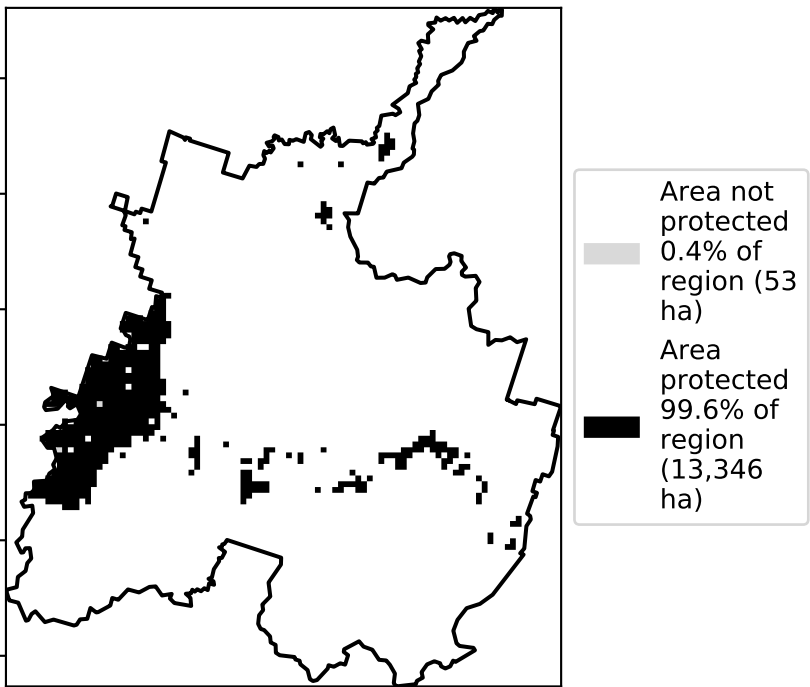 Area not
protected
0.4% of
region (53
ha)
Area
protected
99.6% of
region
(13,346
ha)